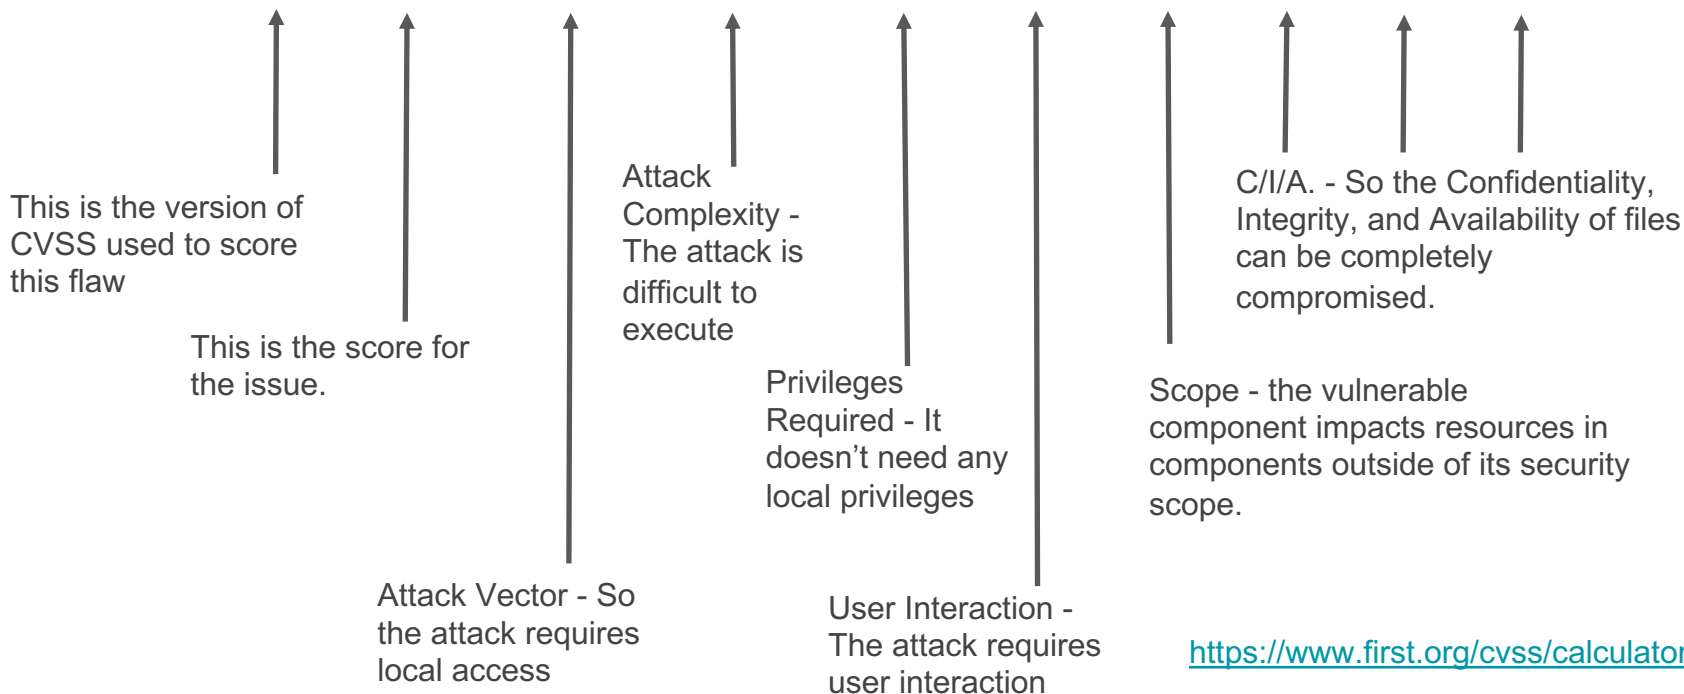 This is the version of
CVSS used to score
this flaw
This is the score for
the issue.
Attack Vector - So
the attack requires
local access
Attack
Complexity -
The attack is
difficult to
execute
Privileges
Required - It
doesn't need any
local privileges
User Interaction -
The attack requires
user interaction
Scope - the vulnerable
component impacts resources in
components outside of its security
scope.
C/I/A. - So the Confidentiality,
Integrity, and Availability of files
can be completely
compromised.
https://www.first.org/cvss/calculator